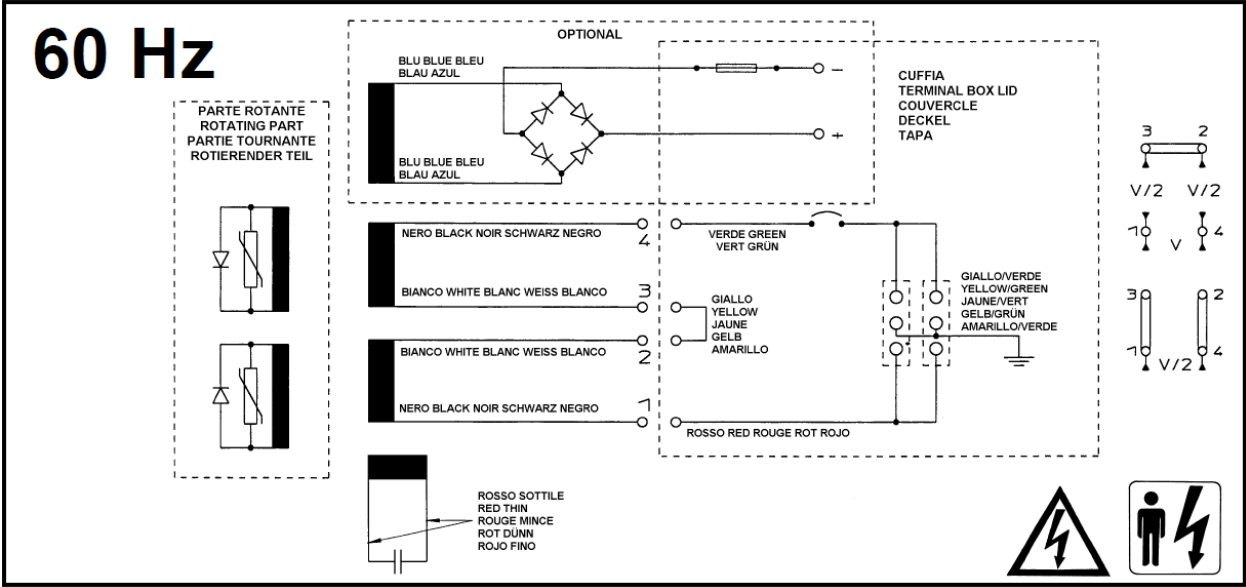 60 Hz
OPTIONAL
BLU BLUE BLEU
BLAU AZUL
BLU BLUE BLEU
BLAU AZUL
−
+
CUFFIA
TERMINAL BOX LID
COUVERCLE
DECKEL
TAPA
PARTE ROTANTE
ROTATING PART
PARTIE TOURNANTE
ROTIERENDER TEIL
NERO BLACK NOIR SCHWARZ NEGRO
4
BIANCO WHITE BLANC WEISS BLANCO
3
BIANCO WHITE BLANC WEISS BLANCO
2
NERO BLACK NOIR SCHWARZ NEGRO
1
VERDE GREEN
VERT GRÜN
GIALLO
YELLOW
JAUNE
GELB
AMARILLO
ROSSO RED ROUGE ROT ROJO
GIALLO/VERDE
YELLOW/GREEN
JAUNE/VERT
GELB/GRÜN
AMARILLO/VERDE
3 2
V/2 V/2
1 4
V
3 2
1 4
V/2
ROSSO SOTTILE
RED THIN
ROUGE MINCE
ROT DÜNN
ROJO FINO